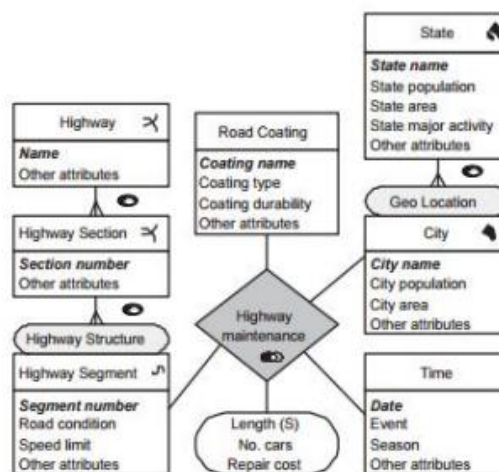 State
State name
State population
State area
State major activity
Other attributes
Highway
Name
Other attributes
Road Coating
Coating name
Coating type
Coating durability
Other attributes
Geo Location
Highway Section
Section number
Other attributes
City
City name
City population
City area
Other attributes
Highway
maintenance
Highway Structure
Highway Segment
Segment number
Road condition
Speed limit
Other attributes
Length (S)
No. cars
Repair cost
Time
Date
Event
Season
Other attributes